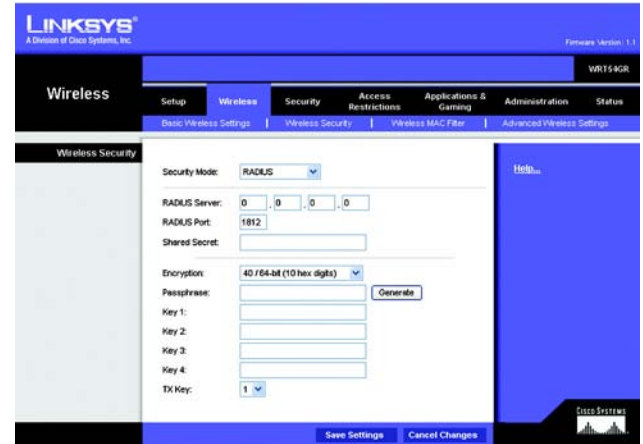 LINKSYS®
A Division of Cisco Systems, Inc.
Firmware Version: 1.1
WRT54GR
Wireless
Setup Wireless Security Access Restrictions Applications & Gaming Administration Status
Basic Wireless Settings | Wireless Security | Wireless MAC Filter | Advanced Wireless Settings
Wireless Security
Help...
Security Mode: RADIUS
RADIUS Server: 0 . 0 . 0 . 0
RADIUS Port: 1812
Shared Secret:
Encryption: 40 / 64-bit (10 hex digits)
Passphrase: Generate
Key 1:
Key 2:
Key 3:
Key 4:
TX Key: 1
Save Settings Cancel Changes
CISCO SYSTEMS